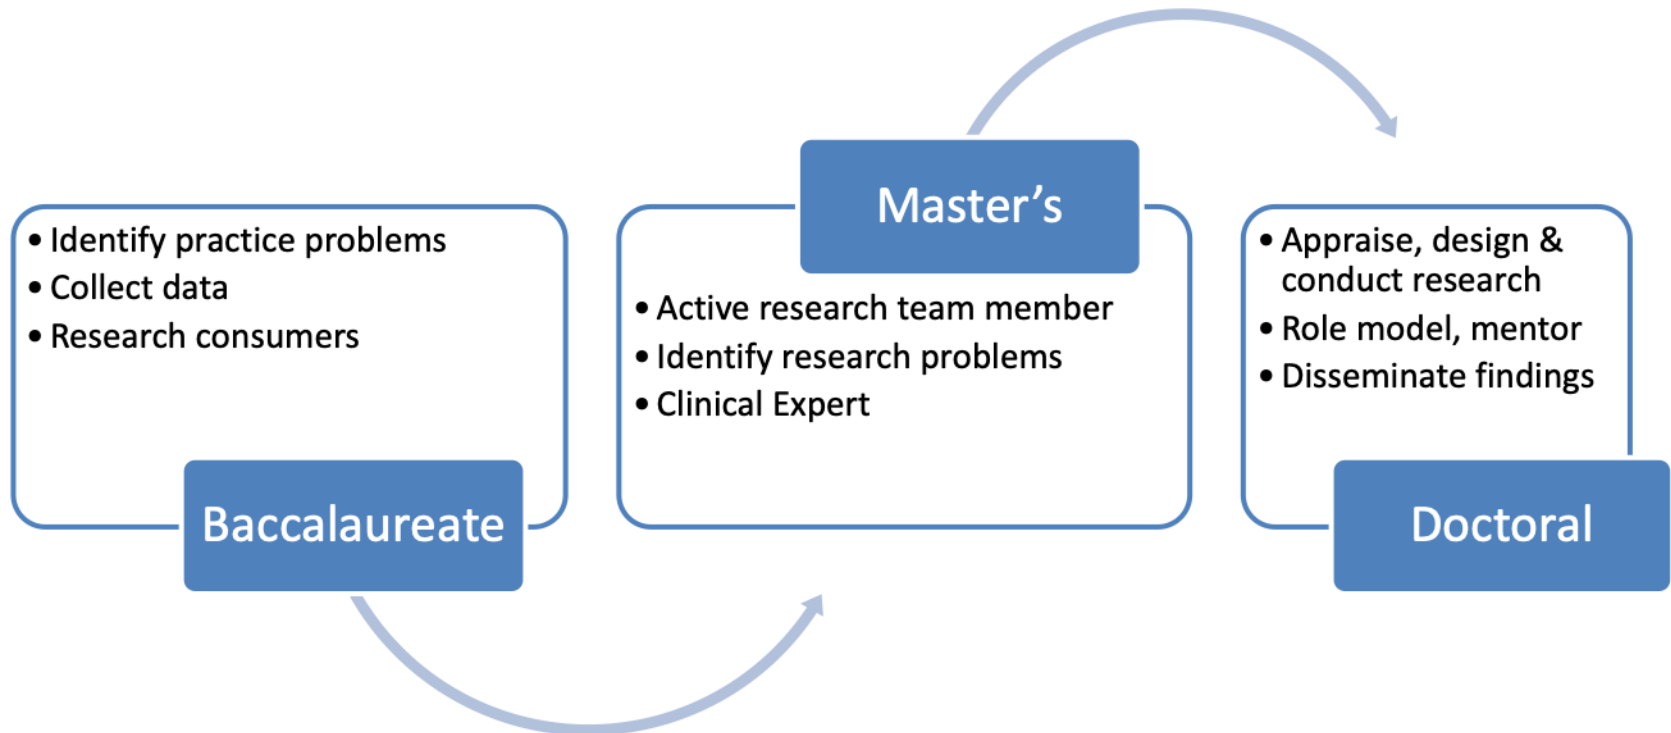 • Identify practice problems
• Collect data
• Research consumers
Baccalaureate
Master’s
• Active research team member
• Identify research problems
• Clinical Expert
• Appraise, design &
conduct research
• Role model, mentor
• Disseminate findings
Doctoral